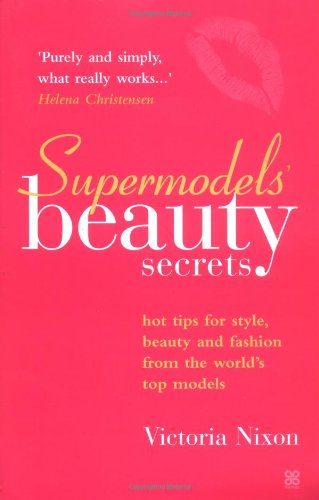 'Purely and simply,
what really works...'
Helena Christensen
Supermodels'
beauty
secrets
hot tips for style,
beauty and fashion
from the world's
top models
Victoria Nixon